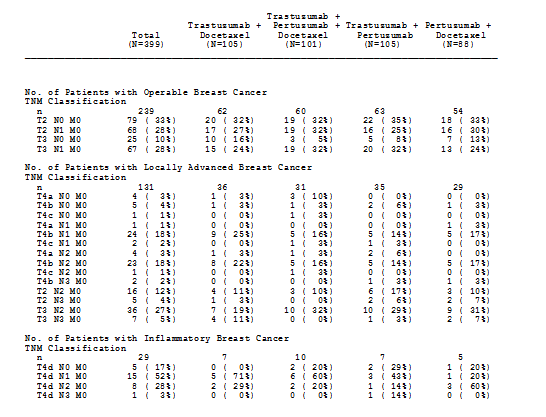 Trastuzumab +
Trastuzumab + Pertuzumab + Trastuzumab + Pertuzumab +
Total Docetaxel Docetaxel Pertuzumab Docetaxel
(N=399) (N=105) (N=101) (N=105) (N=88)
No. of Patients with Operable Breast Cancer
TNM Classification
n 239 62 60 63 54
T2 N0 M0 79 ( 33%) 20 ( 32%) 19 ( 32%) 22 ( 35%) 18 ( 33%)
T2 N1 M0 68 ( 28%) 17 ( 27%) 19 ( 32%) 16 ( 25%) 16 ( 30%)
T3 N0 M0 25 ( 10%) 10 ( 16%) 3 ( 5%) 5 ( 8%) 7 ( 13%)
T3 N1 M0 67 ( 28%) 15 ( 24%) 19 ( 32%) 20 ( 32%) 13 ( 24%)
No. of Patients with Locally Advanced Breast Cancer
TNM Classification
n 131 36 31 35 29
T4a N0 M0 4 ( 3%) 1 ( 3%) 3 ( 10%) 0 ( 0%) 0 ( 0%)
T4b N0 M0 5 ( 4%) 1 ( 3%) 1 ( 3%) 2 ( 6%) 1 ( 3%)
T4c N0 M0 1 ( 1%) 0 ( 0%) 1 ( 3%) 0 ( 0%) 0 ( 0%)
T4a N1 M0 1 ( 1%) 0 ( 0%) 0 ( 0%) 0 ( 0%) 1 ( 3%)
T4b N1 M0 24 ( 18%) 9 ( 25%) 5 ( 16%) 5 ( 14%) 5 ( 17%)
T4c N1 M0 2 ( 2%) 0 ( 0%) 1 ( 3%) 1 ( 3%) 0 ( 0%)
T4a N2 M0 4 ( 3%) 1 ( 3%) 1 ( 3%) 2 ( 6%) 0 ( 0%)
T4b N2 M0 23 ( 18%) 8 ( 22%) 5 ( 16%) 5 ( 14%) 5 ( 17%)
T4c N2 M0 1 ( 1%) 0 ( 0%) 1 ( 3%) 0 ( 0%) 0 ( 0%)
T4b N3 M0 2 ( 2%) 0 ( 0%) 0 ( 0%) 1 ( 3%) 1 ( 3%)
T2 N2 M0 16 ( 12%) 4 ( 11%) 3 ( 10%) 6 ( 17%) 3 ( 10%)
T2 N3 M0 5 ( 4%) 1 ( 3%) 0 ( 0%) 2 ( 6%) 2 ( 7%)
T3 N2 M0 36 ( 27%) 7 ( 19%) 10 ( 32%) 10 ( 29%) 9 ( 31%)
T3 N3 M0 7 ( 5%) 4 ( 11%) 0 ( 0%) 1 ( 3%) 2 ( 7%)
No. of Patients with Inflammatory Breast Cancer
TNM Classification
n 29 7 10 7 5
T4d N0 M0 5 ( 17%) 0 ( 0%) 2 ( 20%) 2 ( 29%) 1 ( 20%)
T4d N1 M0 15 ( 52%) 5 ( 71%) 6 ( 60%) 3 ( 43%) 1 ( 20%)
T4d N2 M0 8 ( 28%) 2 ( 29%) 2 ( 20%) 1 ( 14%) 3 ( 60%)
T4d N3 M0 1 ( 3%) 0 ( 0%) 0 ( 0%) 1 ( 14%) 0 ( 0%)